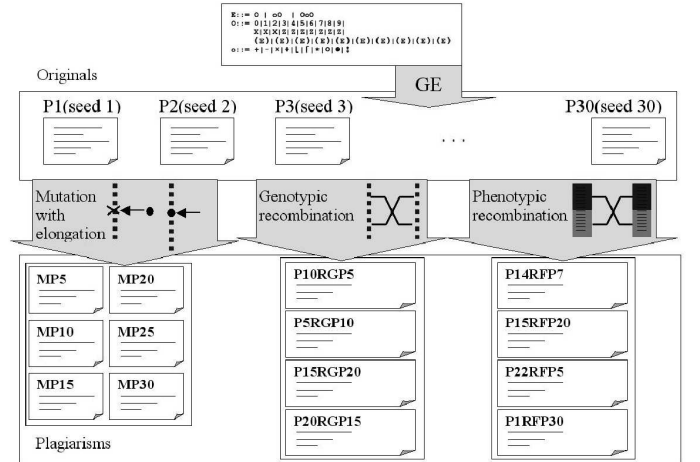 E::= O | oO | OoO
O::= 0|1|2|3|4|5|6|7|8|9|
X|X|X|Z|Z|Z|Z|Z|Z|Z|
(E)|(E)|(E)|(E)|(E)|(E)|(E)|(E)|(E)|(E)
Originals
GE
P1(seed 1) P2(seed 2) P3(seed 3) P30(seed 30)
. . .
Mutation
with
elongation
Genotypic
recombination
Phenotypic
recombination
MP5 MP20
MP10 MP25
MP15 MP30
P10RGP5
P5RGP10
P15RGP20
P20RGP15
P14RFP7
P15RFP20
P22RFP5
P1RFP30
Plagiarisms